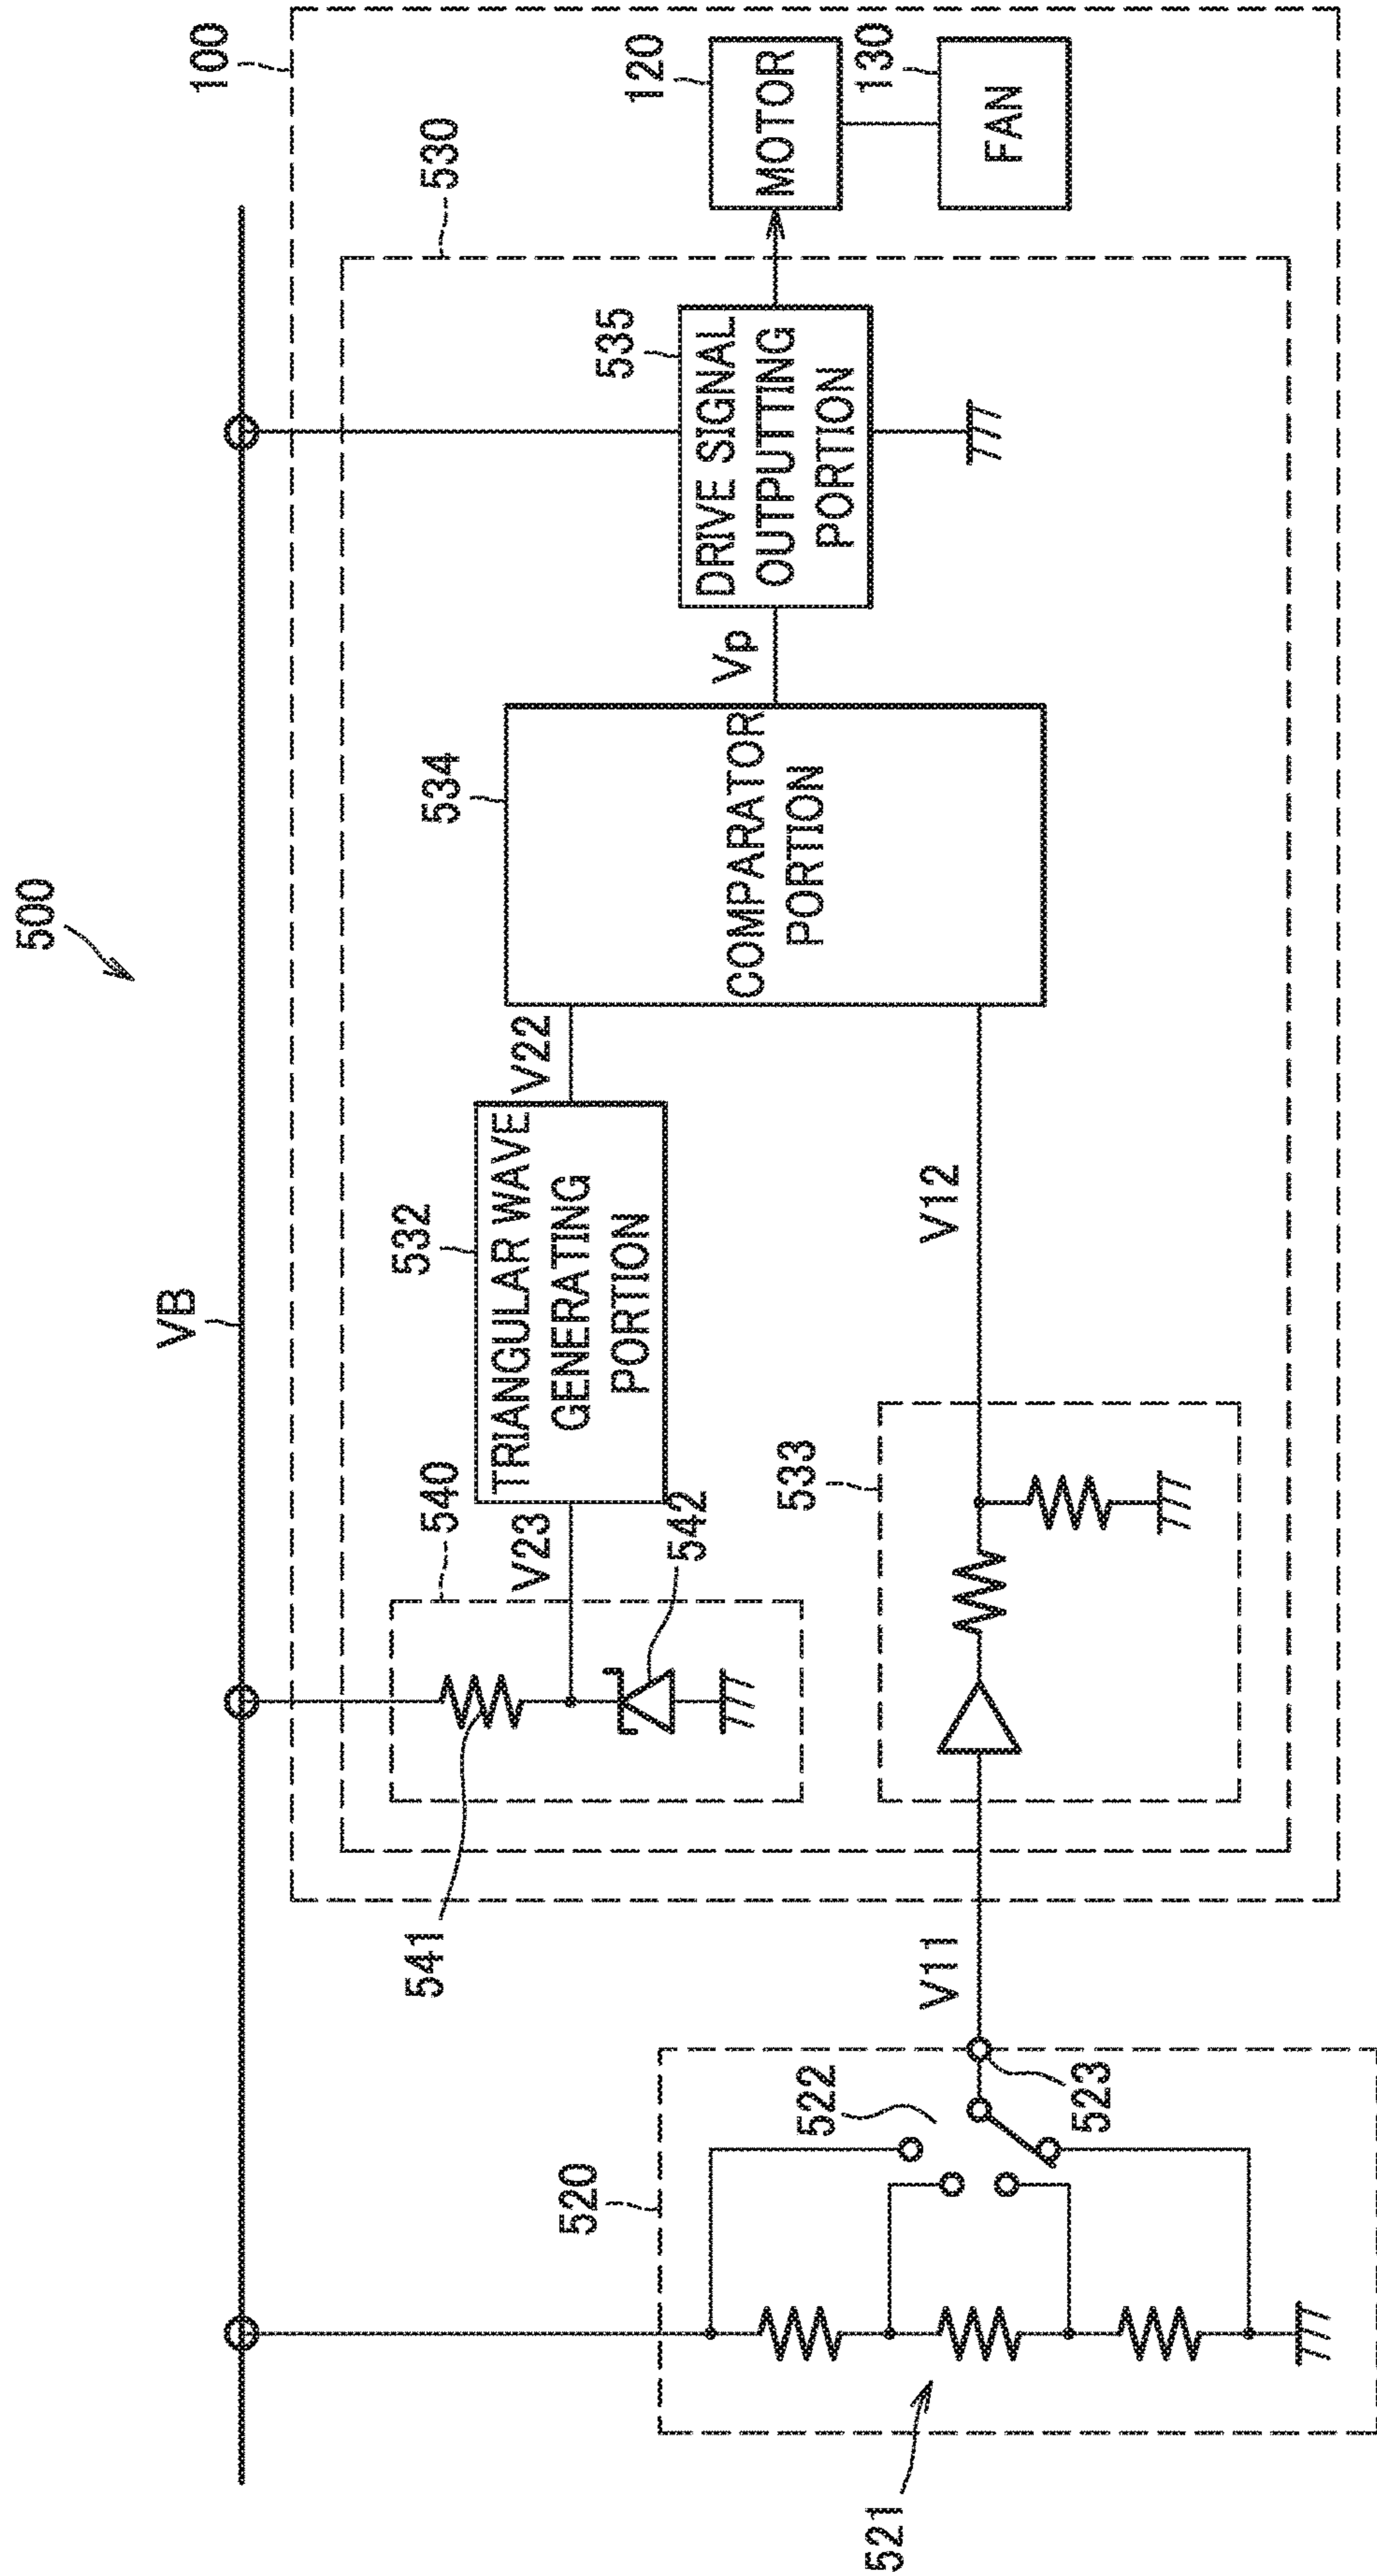 500
VB
100
530
540
541
V23
542
532
TRIANGULAR WAVE
GENERATING
PORTION
V22
534
COMPARATOR
PORTION
Vp
535
DRIVE SIGNAL
OUTPUTTING
PORTION
120
MOTOR
130
FAN
533
V12
V11
520
521
522
523